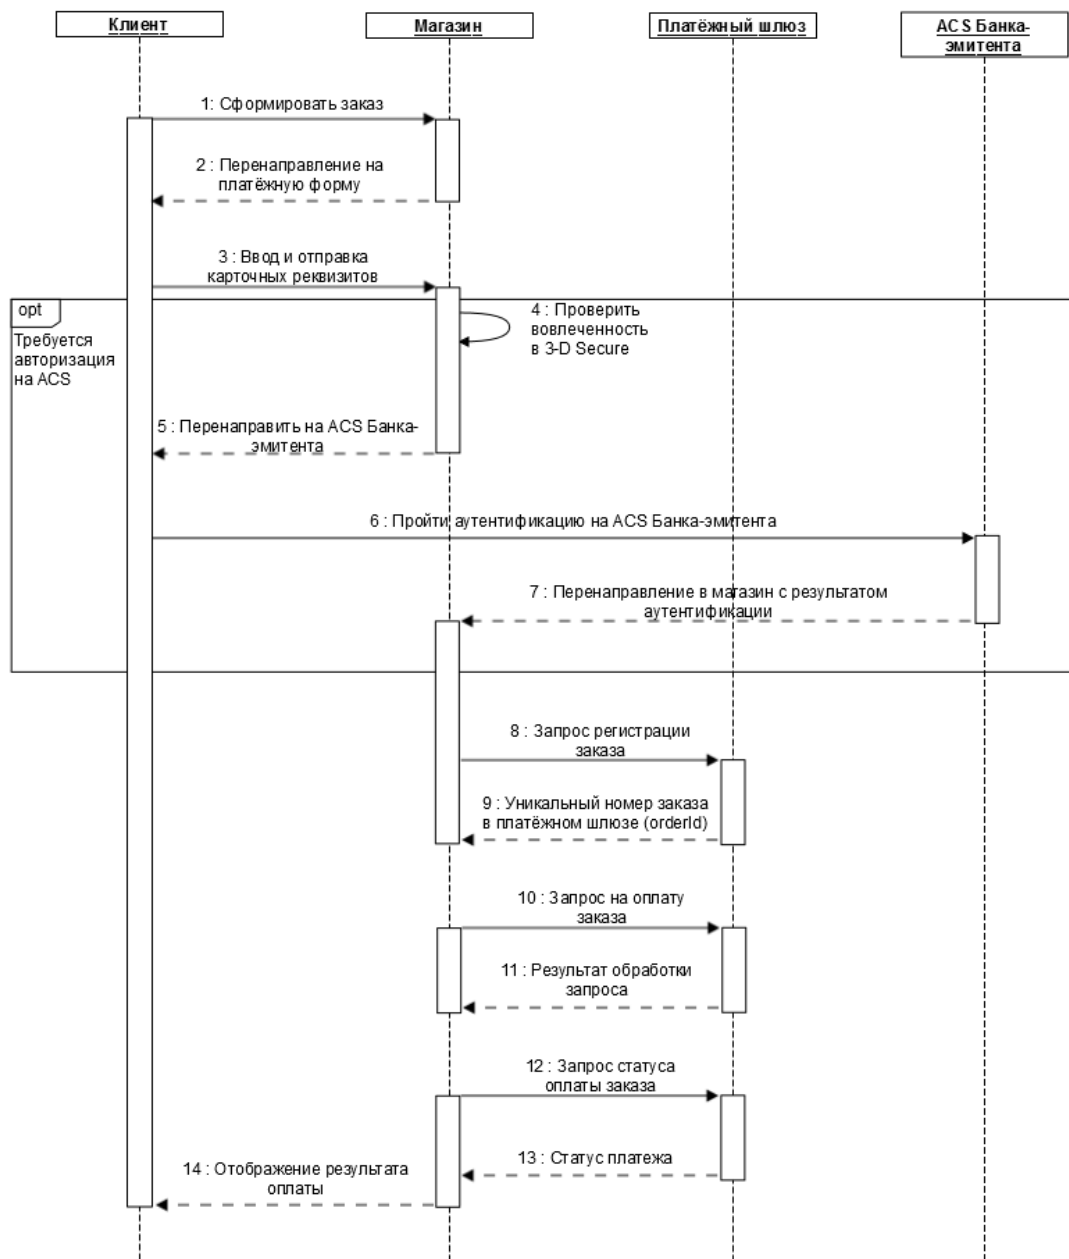 Клиент
Магазин
Платёжный шлюз
ACS Банка-
эмитента
1: Сформировать заказ
2 : Перенаправление на
платёжную форму
3 : Ввод и отправка
карточных реквизитов
opt
Требуется
авторизация
на ACS
4 : Проверить
вовлеченность
в 3-D Secure
5 : Перенаправить на ACS Банка-
эмитента
6 : Пройти аутентификацию на ACS Банка-эмитента
7 : Перенаправление в магазин с результатом
аутентификации
8 : Запрос регистрации
заказа
9 : Уникальный номер заказа
в платёжном шлюзе (orderId)
10 : Запрос на оплату
заказа
11 : Результат обработки
запроса
12 : Запрос статуса
оплаты заказа
13 : Статус платежа
14 : Отображение результата
оплаты